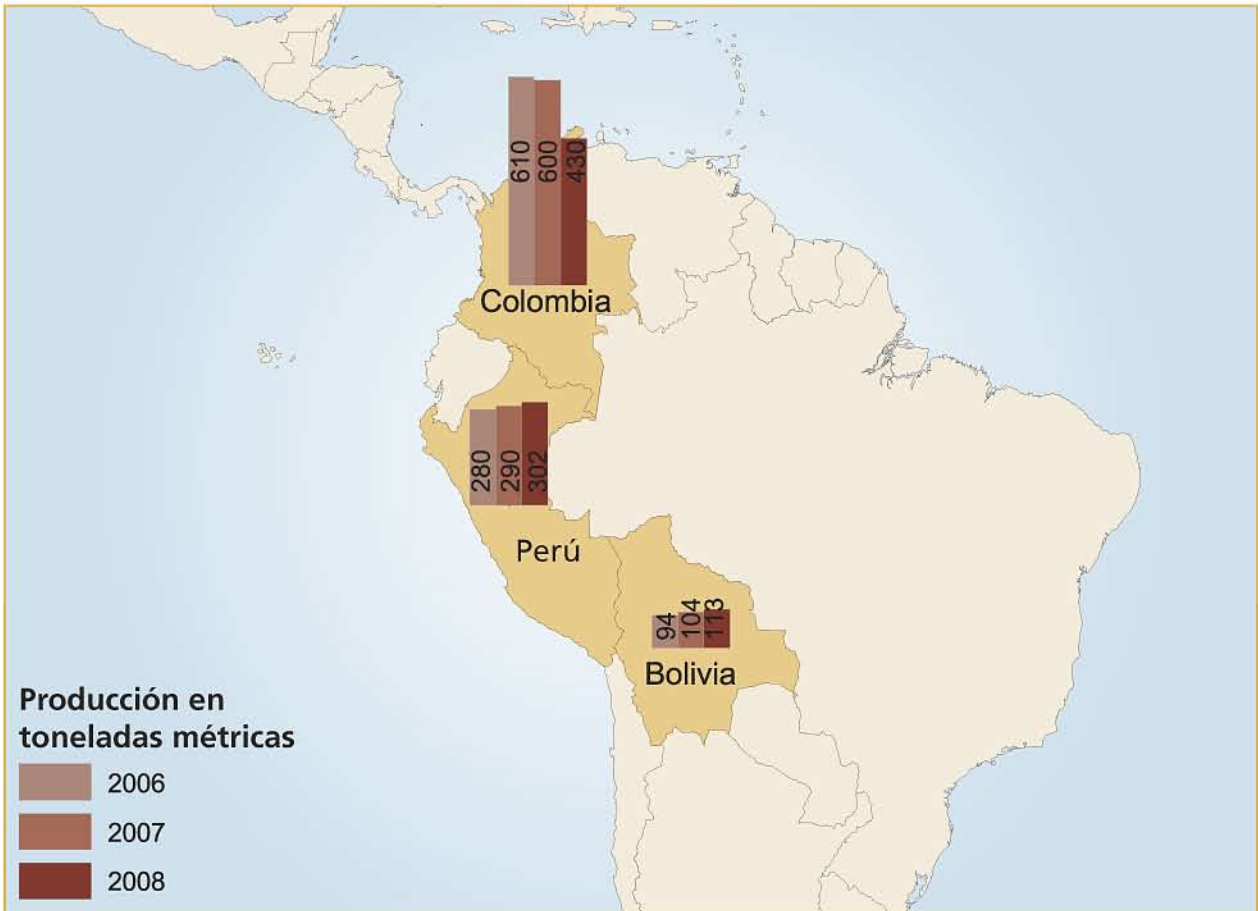 610
600
430
Colombia
280
290
302
Perú
94
104
113
Bolivia
Producción en
toneladas métricas
2006
2007
2008